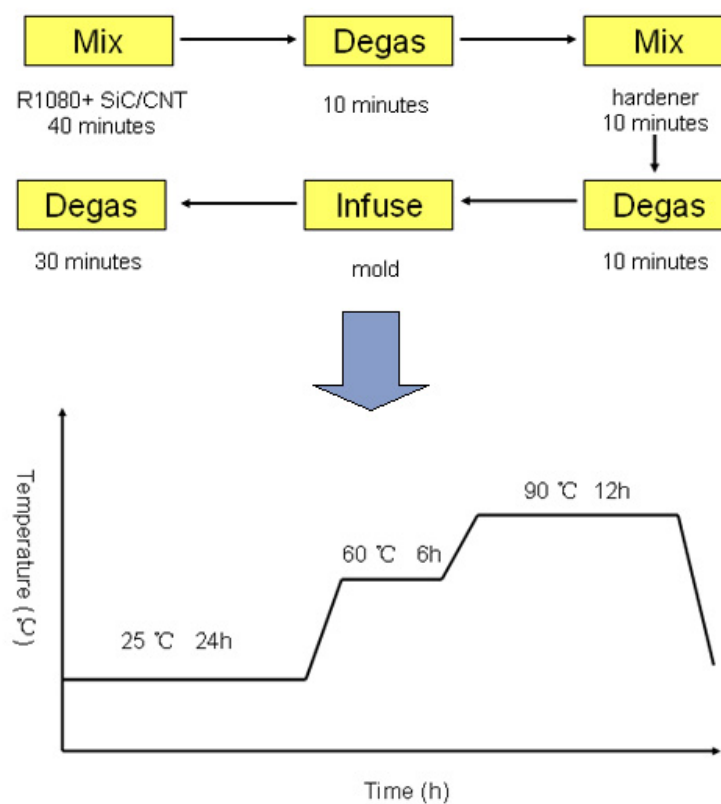 Mix
Degas
Mix
R1080+ SiC/CNT
40 minutes
10 minutes
hardener
10 minutes
Degas
Infuse
Degas
30 minutes
mold
10 minutes
Temperature (℃)
90 ℃ 12h
60 ℃ 6h
25 ℃ 24h
Time (h)